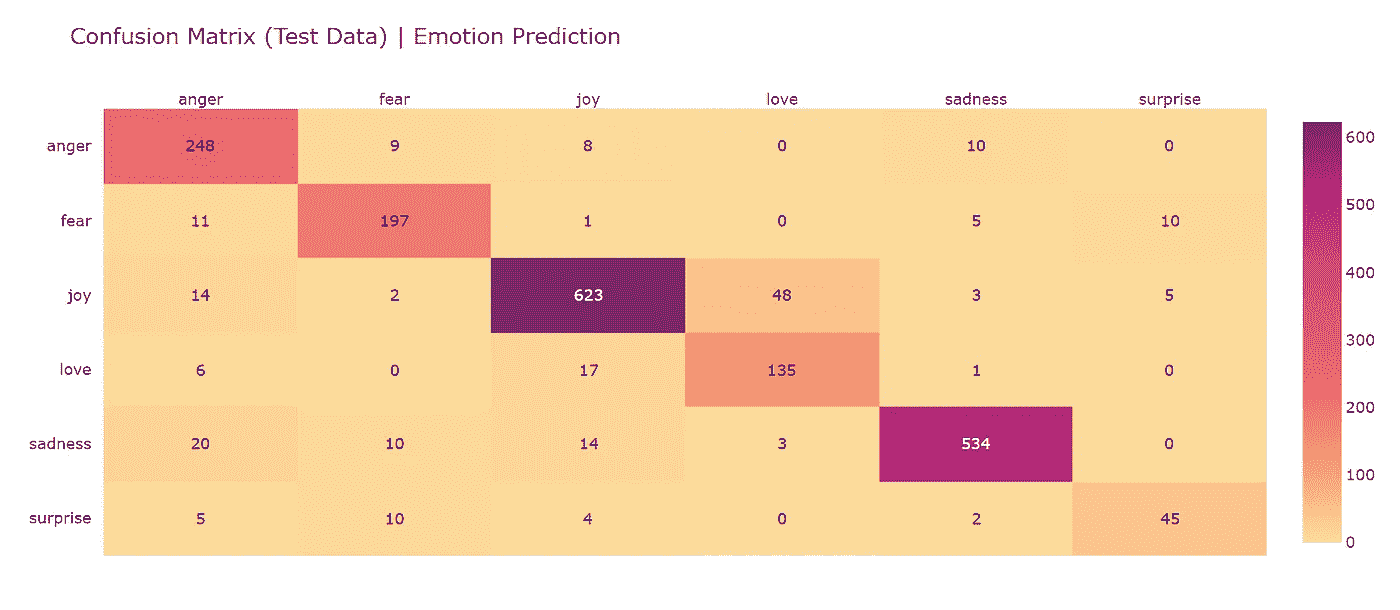 Confusion Matrix (Test Data) | Emotion Prediction
anger fear joy love sadness surprise
anger 248 9 8 0 10 0
fear 11 197 1 0 5 10
joy 14 2 623 48 3 5
love 6 0 17 135 1 0
sadness 20 10 14 3 534 0
surprise 5 10 4 0 2 45
600
500
400
300
200
100
0